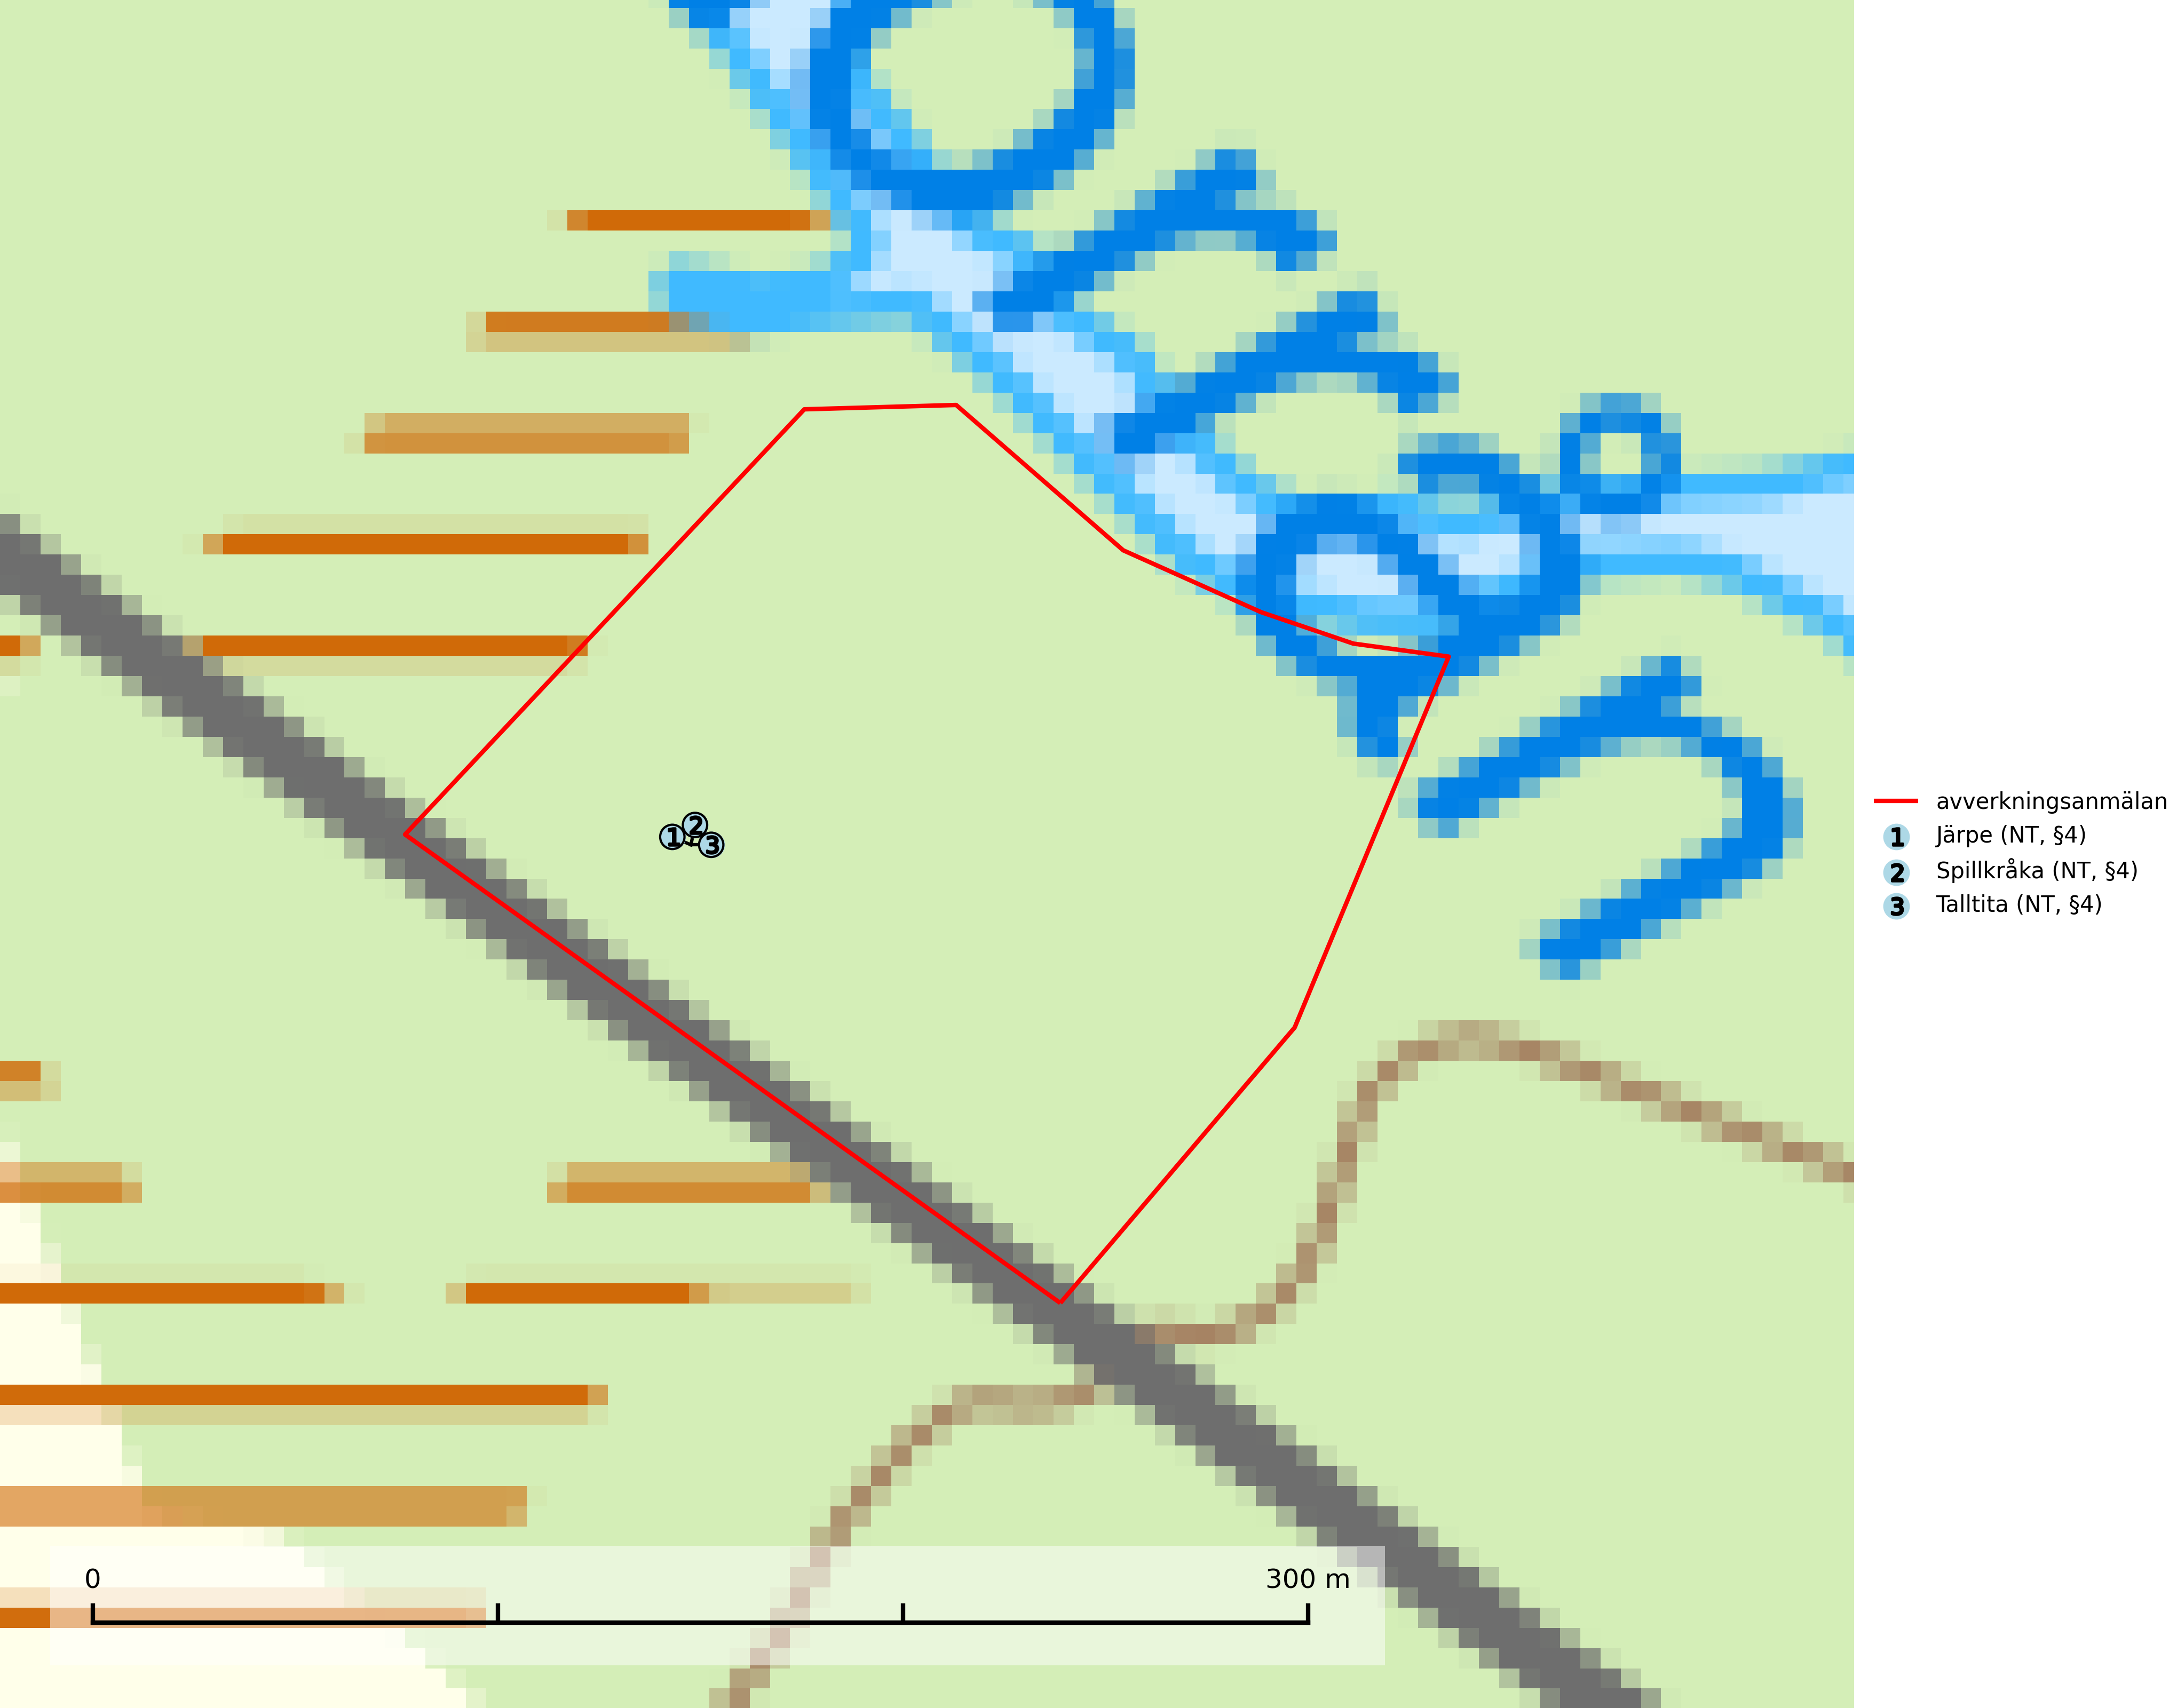 1
2
3
avverkningsanmälan
1 Järpe (NT, §4)
2 Spillkråka (NT, §4)
3 Talltita (NT, §4)
0 300 m